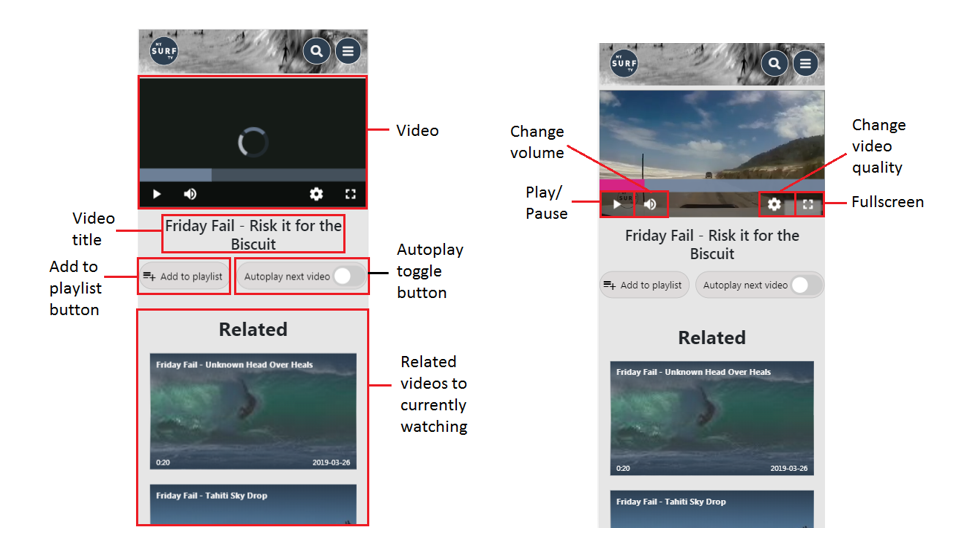 MY
SURF
TV
Video
Video
title
Friday Fail - Risk it for the
Biscuit
Add to
playlist
button
Add to playlist
Autoplay next video
Autoplay
toggle
button
Related
Friday Fail - Unknown Head Over Heals
0:20
2019-03-26
Related
videos to
currently
watching
Friday Fail - Tahiti Sky Drop
MY
SURF
TV
Change
volume
Change
video
quality
Play/
Pause
SURF
Fullscreen
Friday Fail - Risk it for the
Biscuit
Add to playlist
Autoplay next video
Related
Friday Fail - Unknown Head Over Heals
0:20
2019-03-26
Friday Fail - Tahiti Sky Drop